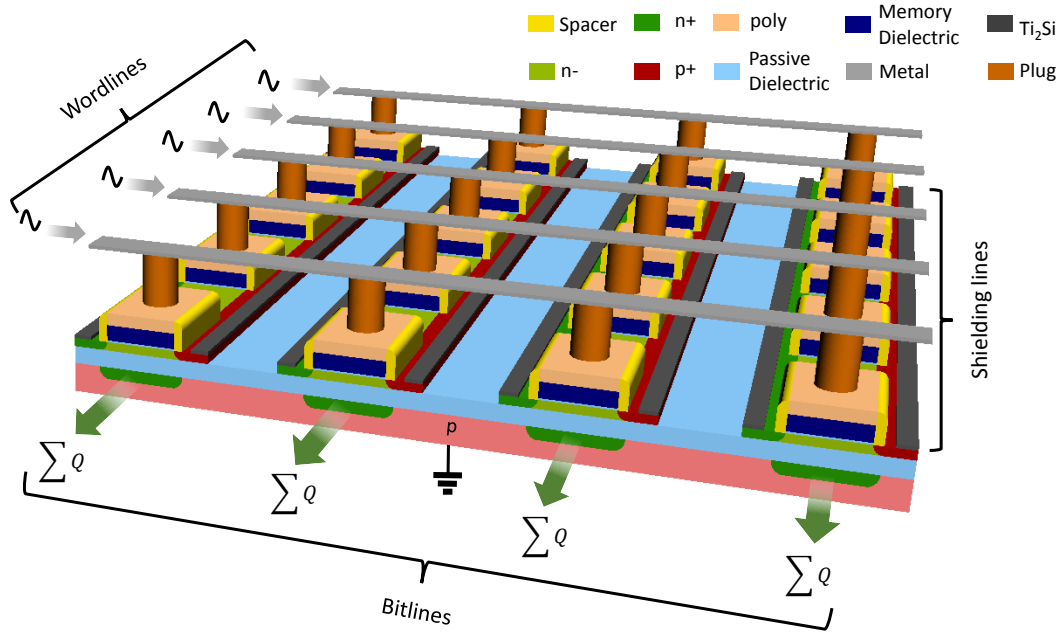 Spacer
n+
poly
Memory
Dielectric
Ti₂Si
n-
p+
Passive
Dielectric
Metal
Plug
Wordlines
Shielding lines
p
∑Q
∑Q
∑Q
∑Q
Bitlines